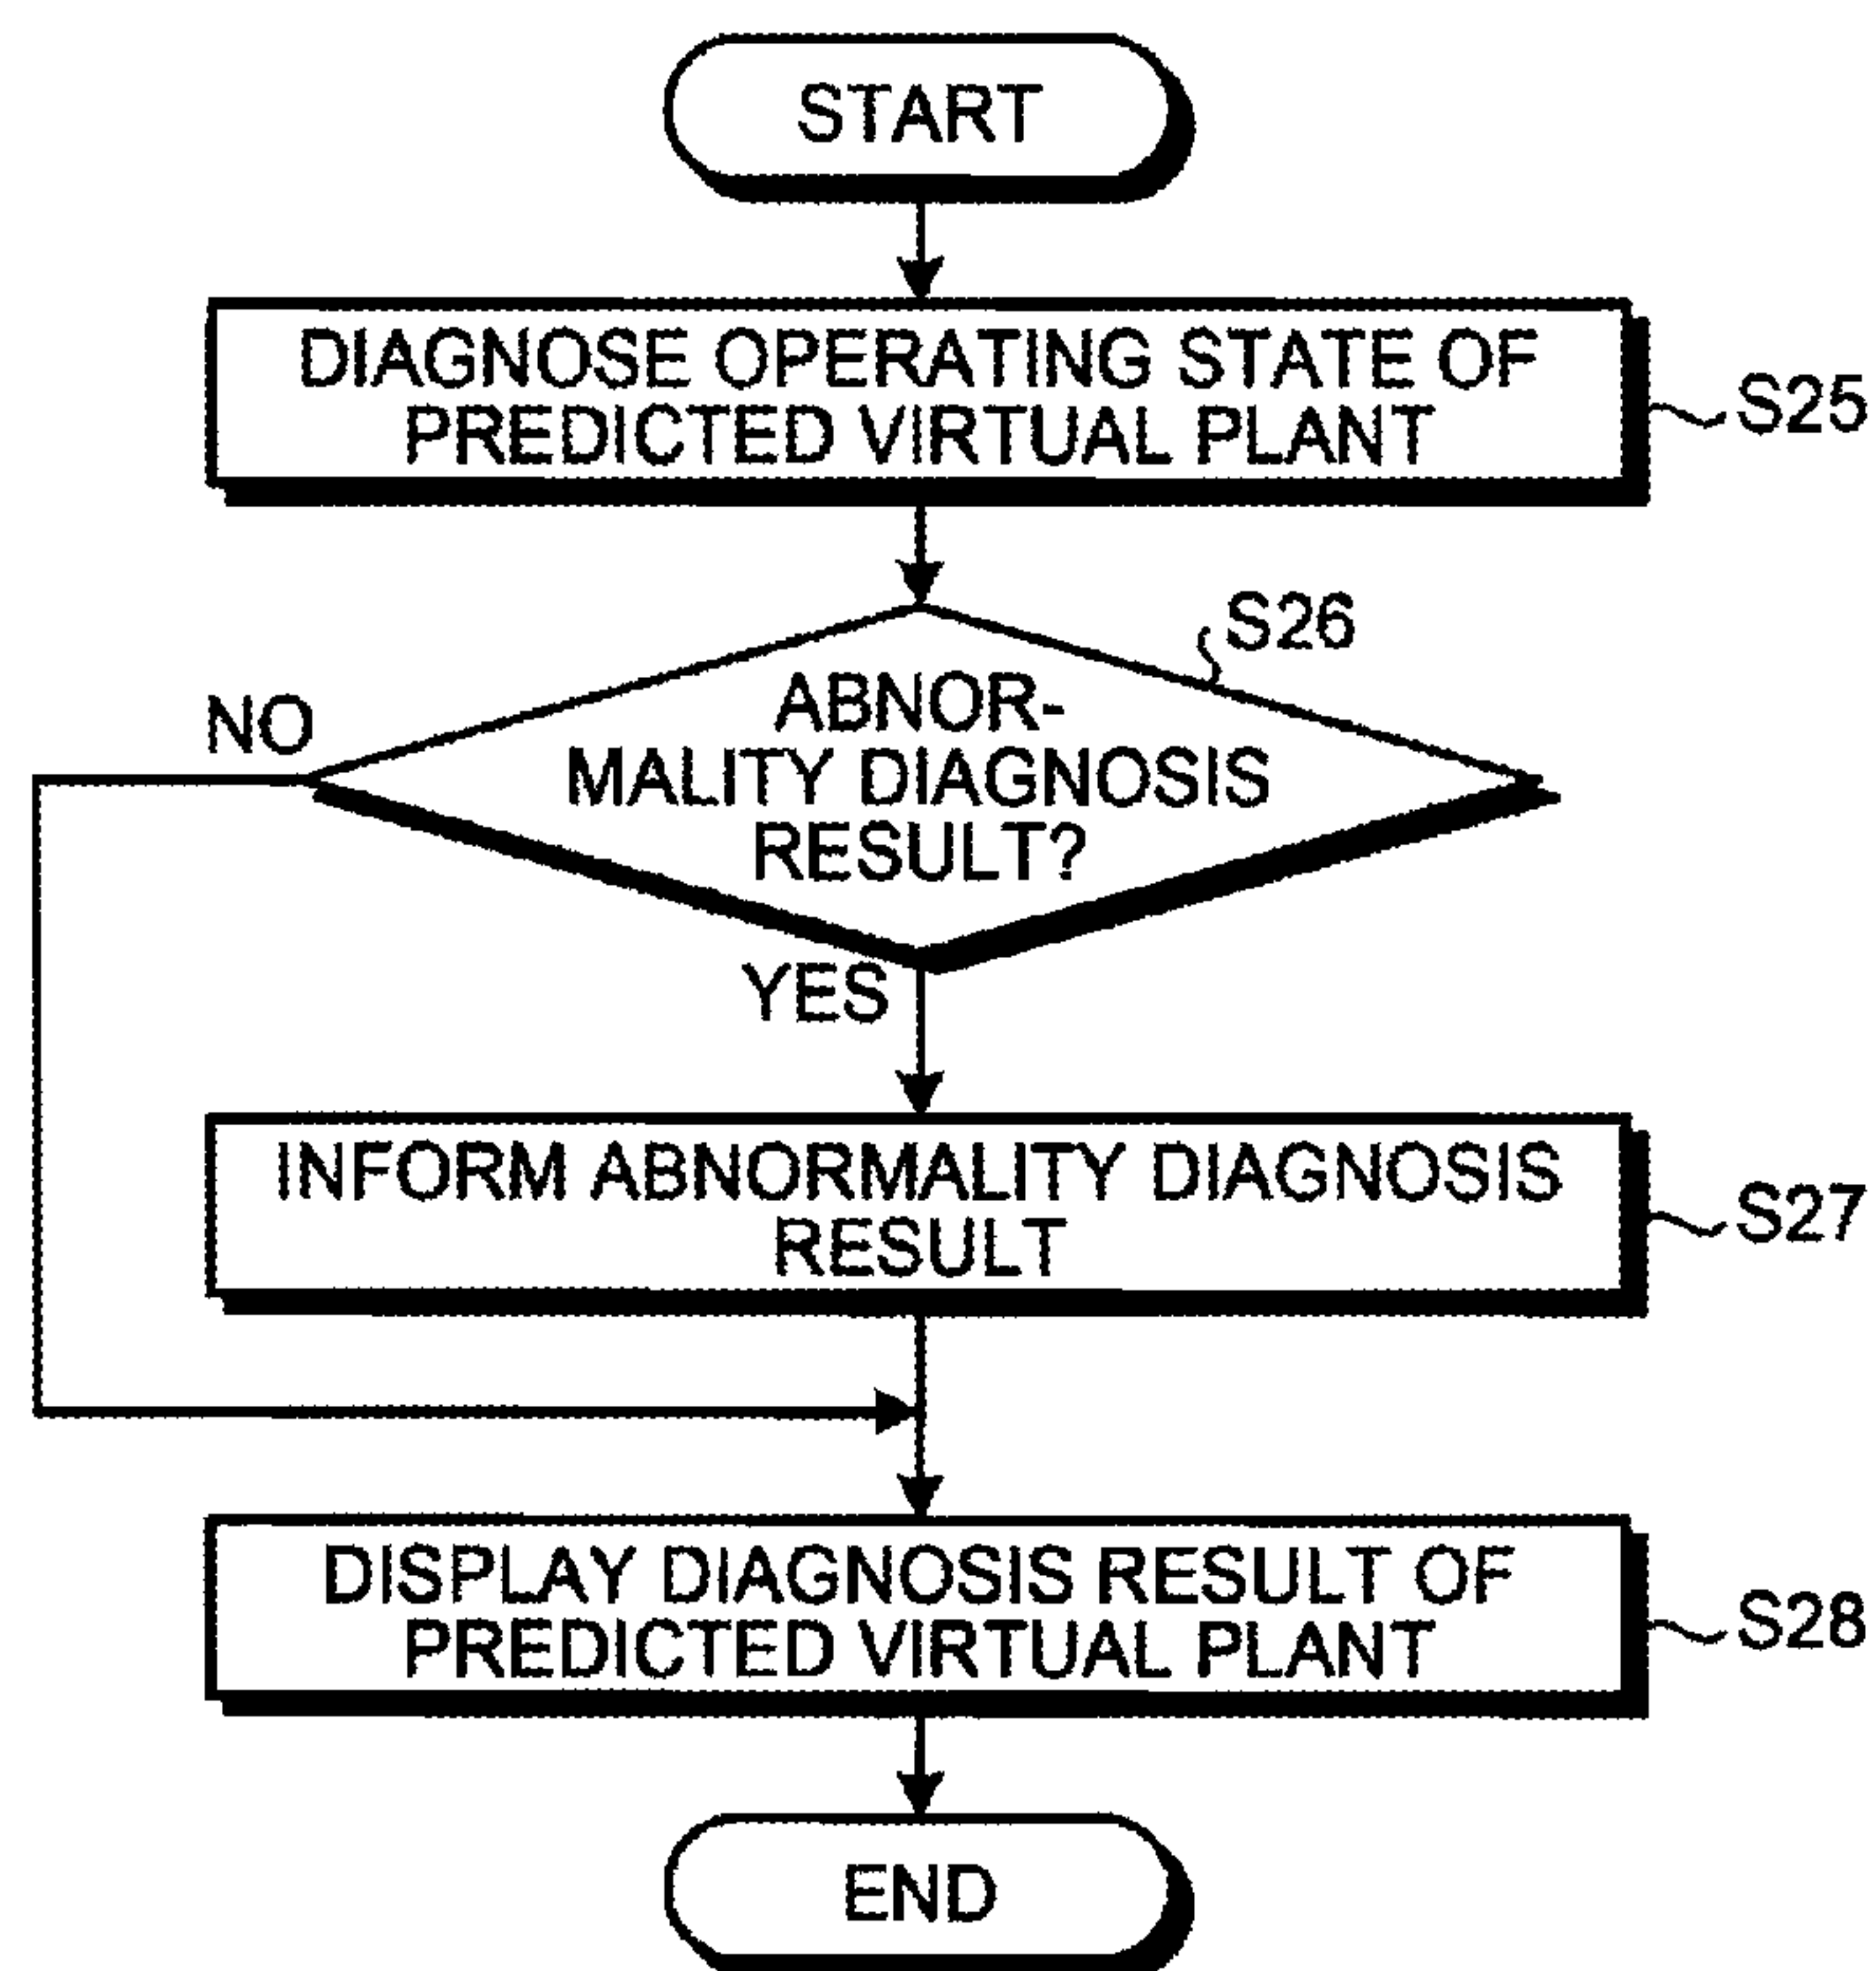 START
DIAGNOSE OPERATING STATE OF
PREDICTED VIRTUAL PLANT
S25
S26
ABNOR-
MALITY DIAGNOSIS
RESULT?
NO
YES
INFORM ABNORMALITY DIAGNOSIS
RESULT
S27
DISPLAY DIAGNOSIS RESULT OF
PREDICTED VIRTUAL PLANT
S28
END